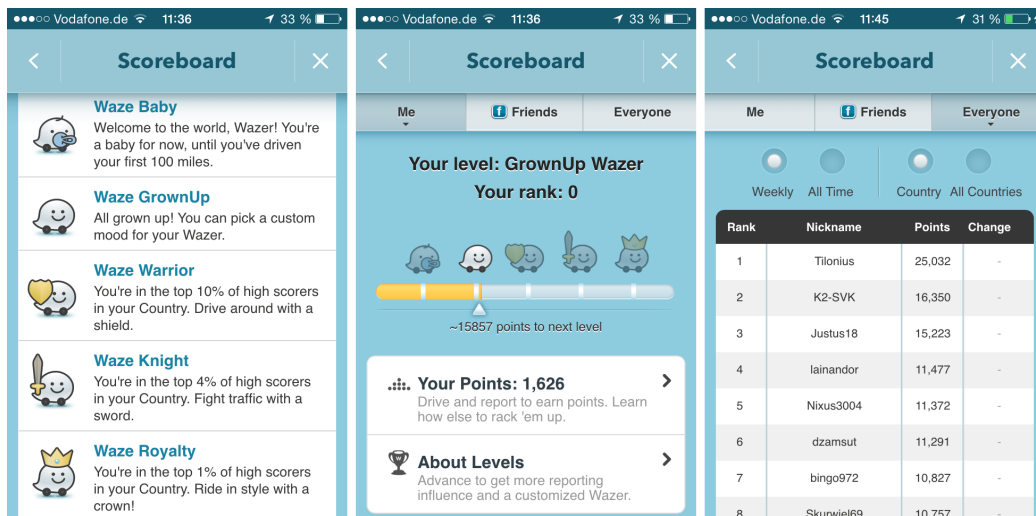 Vodafone.de 11:36 33 %
Scoreboard
Waze Baby
Welcome to the world, Wazer! You're
a baby for now, until you've driven
your first 100 miles.
Waze GrownUp
All grown up! You can pick a custom
mood for your Wazer.
Waze Warrior
You're in the top 10% of high scorers
in your Country. Drive around with a
shield.
Waze Knight
You're in the top 4% of high scorers
in your Country. Fight traffic with a
sword.
Waze Royalty
You're in the top 1% of high scorers
in your Country. Ride in style with a
crown!
Vodafone.de 11:36 33 %
Scoreboard
Me f Friends Everyone
Your level: GrownUp Wazer
Your rank: 0
~15857 points to next level
Your Points: 1,626
Drive and report to earn points. Learn
how else to rack 'em up.
W
About Levels
Advance to get more reporting
influence and a customized Wazer.
Vodafone.de 11:45 31 %
Scoreboard
Me f Friends Everyone
Weekly All Time Country All Countries
Rank Nickname Points Change
1 Tilonius 25,032 -
2 K2-SVK 16,350 -
3 Justus18 15,223 -
4 lainandor 11,477 -
5 Nixus3004 11,372 -
6 dzamsut 11,291 -
7 bingo972 10,827 -
8 Skurwiel69 10,757 -